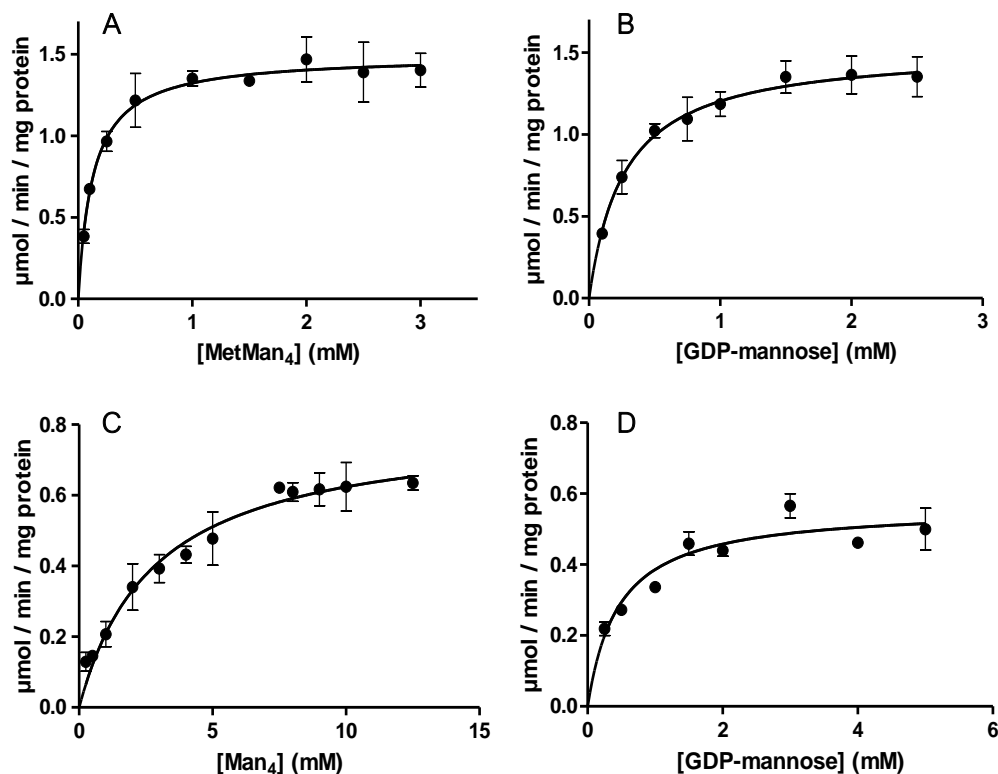 A
µmol / min / mg protein
1.5
1.0
0.5
0.0
0 1 2 3
[MetMan₄] (mM)
B
µmol / min / mg protein
1.5
1.0
0.5
0.0
0 1 2 3
[GDP-mannose] (mM)
C
µmol / min / mg protein
0.8
0.6
0.4
0.2
0.0
0 5 10 15
[Man₄] (mM)
D
µmol / min / mg protein
0.8
0.6
0.4
0.2
0.0
0 2 4 6
[GDP-mannose] (mM)